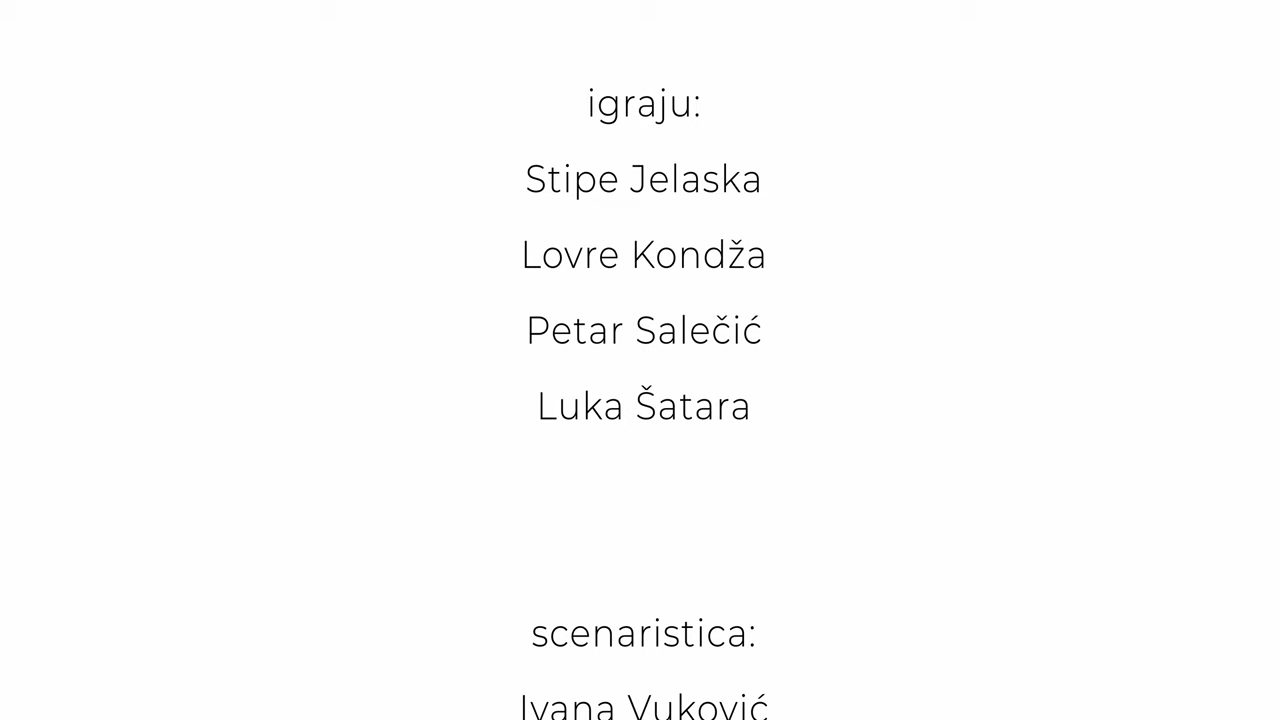 igraju:
Stipe Jelaska
Lovre Kondža
Petar Salečić
Luka Šatara
scenaristica:
Ivana Vuković